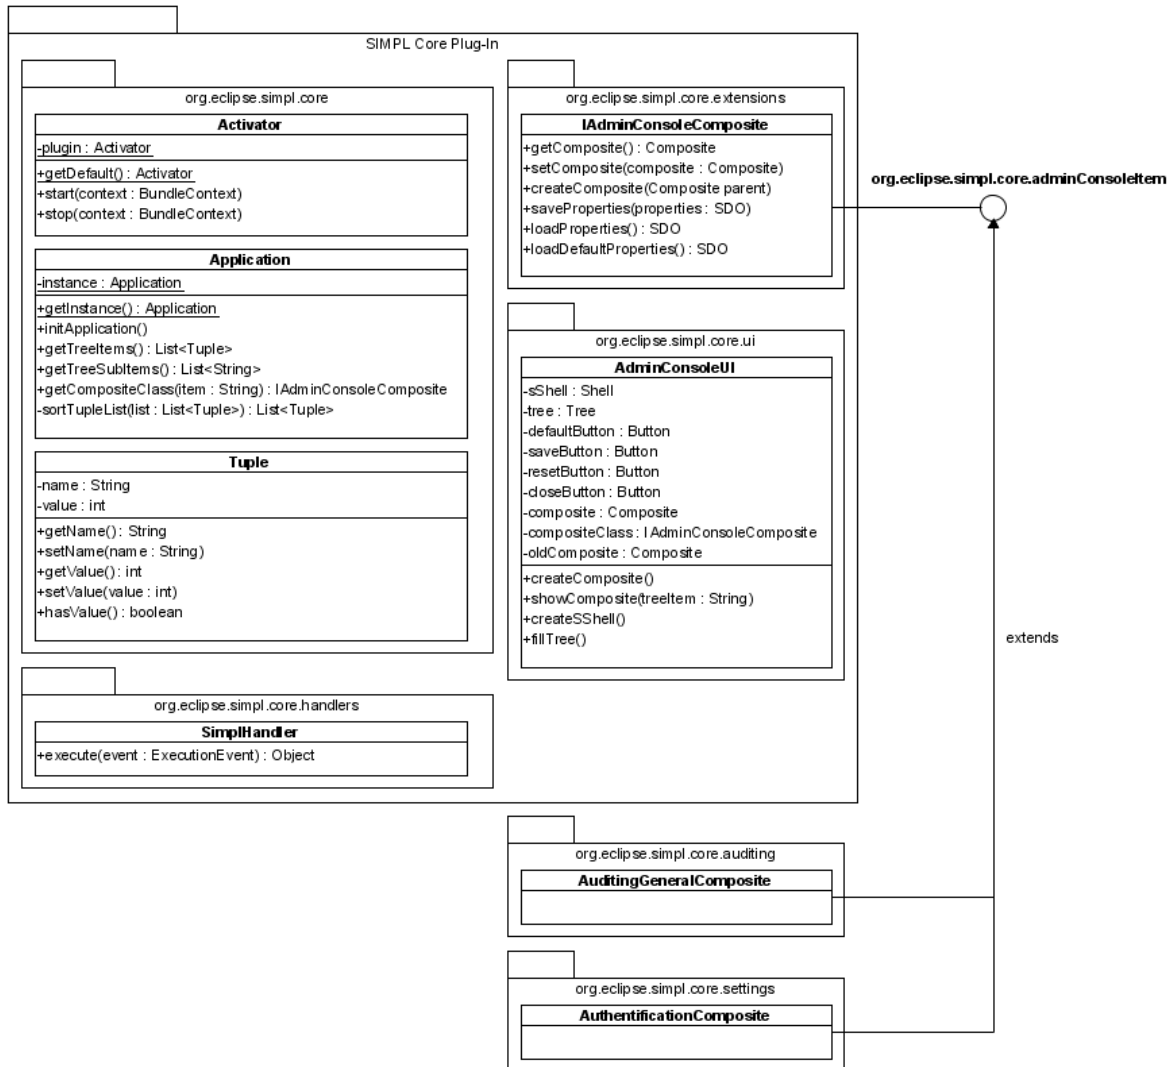 SIMPL Core Plug-In
org.eclipse.simpl.core
Activator
-plugin : Activator
+getDefault() : Activator
+start(context : BundleContext)
+stop(context : BundleContext)
Application
-instance : Application
+getInstance() : Application
+initApplication()
+getTreeItems() : List<Tuple>
+getTreeSubItems() : List<String>
+getCompositeClass(item : String) : IAdminConsoleComposite
-sortTupleList(list : List<Tuple>) : List<Tuple>
Tuple
-name : String
-value : int
+getName() : String
+setName(name : String)
+getValue() : int
+setValue(value : int)
+hasValue() : boolean
org.eclipse.simpl.core.handlers
SimplHandler
+execute(event : ExecutionEvent) : Object
org.eclipse.simpl.core.extensions
IAdminConsoleComposite
+getComposite() : Composite
+setComposite(composite : Composite)
+createComposite(Composite parent)
+saveProperties(properties : SDO)
+loadProperties() : SDO
+loadDefaultProperties() : SDO
org.eclipse.simpl.core.ui
AdminConsoleUI
-sShell : Shell
-tree : Tree
-defaultButton : Button
-saveButton : Button
-resetButton : Button
-closeButton : Button
-composite : Composite
-compositeClass : IAdminConsoleComposite
-oldComposite : Composite
+createComposite()
+showComposite(treeItem : String)
+createSShell()
+fillTree()
org.eclipse.simpl.core.adminConsoleItem
extends
org.eclipse.simpl.core.auditing
AuditingGeneralComposite
org.eclipse.simpl.core.settings
AuthentificationComposite